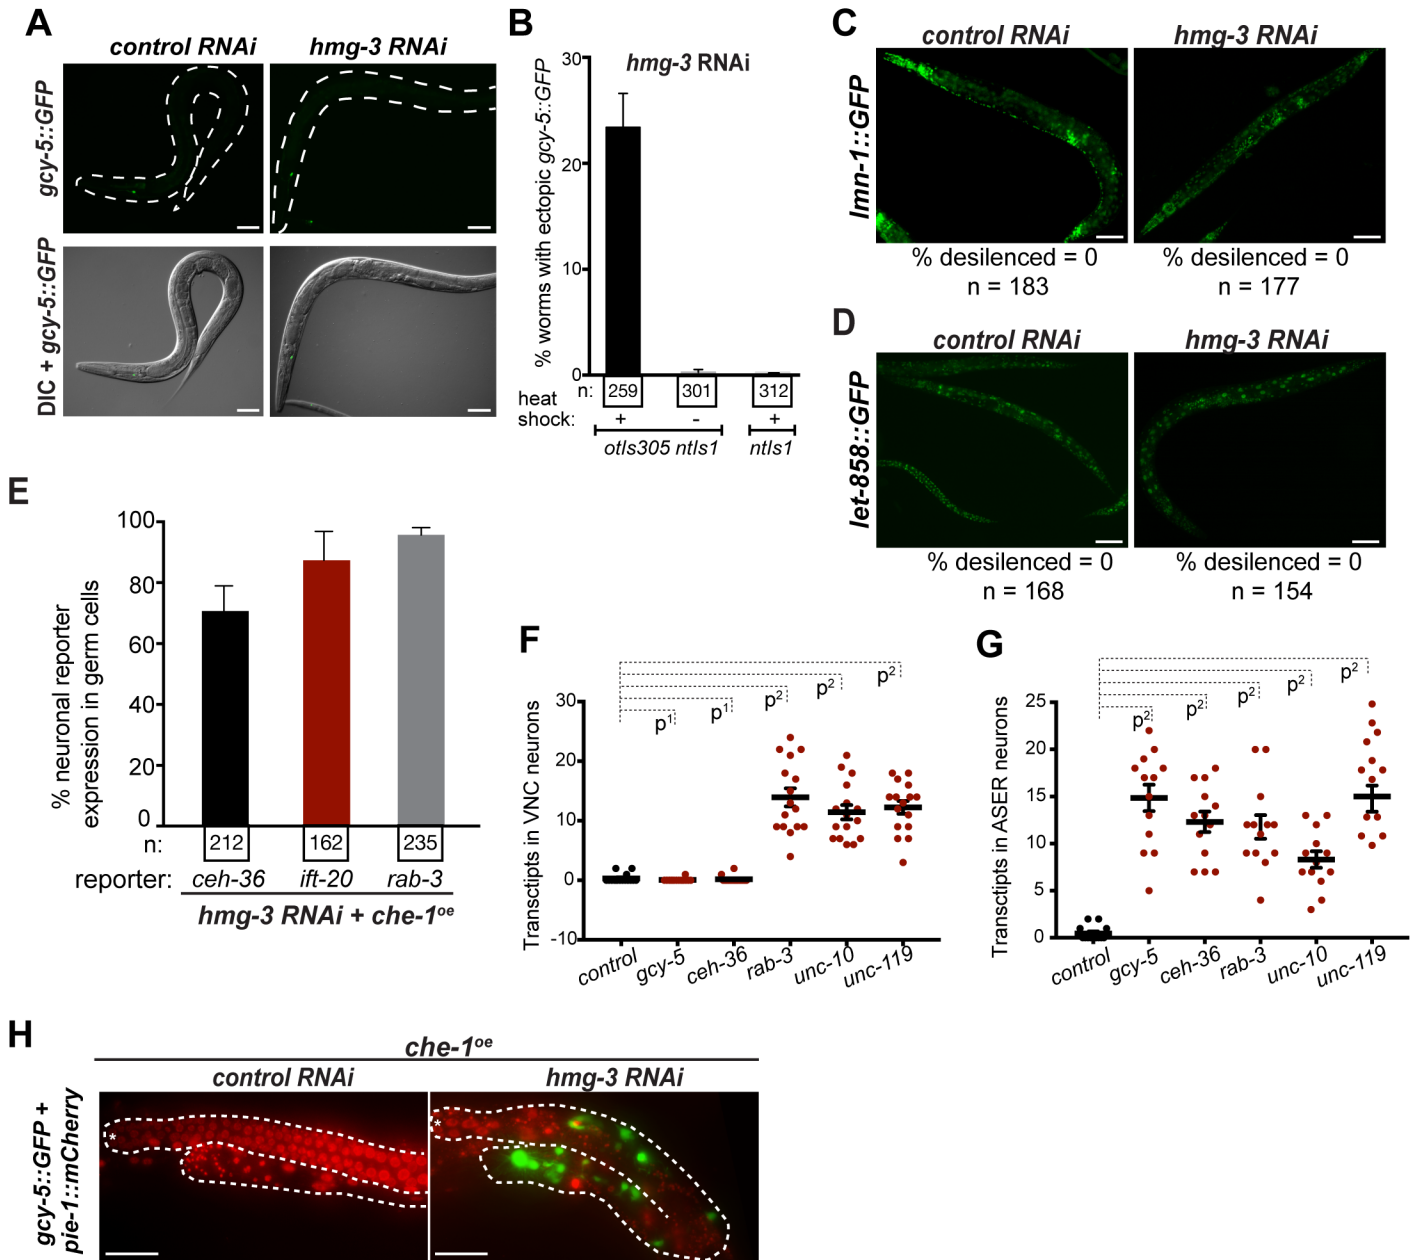 A
control RNAi
hmg-3 RNAi
gcy-5::GFP
DIC + gcy-5::GFP
B
hmg-3 RNAi
% worms with ectopic gcy-5::GFP
30
20
10
0
n:
259
301
312
heat
shock:
+
-
+
otIs305 ntIs1
ntIs1
C
control RNAi
hmg-3 RNAi
lmn-1::GFP
% desilenced = 0
n = 183
% desilenced = 0
n = 177
D
control RNAi
hmg-3 RNAi
let-858::GFP
% desilenced = 0
n = 168
% desilenced = 0
n = 154
E
% neuronal reporter
expression in germ cells
100
80
60
40
20
0
n:
212
162
235
reporter:
ceh-36
ift-20
rab-3
hmg-3 RNAi + che-1oe
F
Transctipts in VNC neurons
30
20
10
0
-10
p1
p1
p2
p2
p2
control
gcy-5
ceh-36
rab-3
unc-10
unc-119
G
Transcripts in ASER neurons
25
20
15
10
5
0
p2
p2
p2
p2
p2
control
gcy-5
ceh-36
rab-3
unc-10
unc-119
H
che-1oe
control RNAi
hmg-3 RNAi
gcy-5::GFP +
pie-1::mCherry
*
*